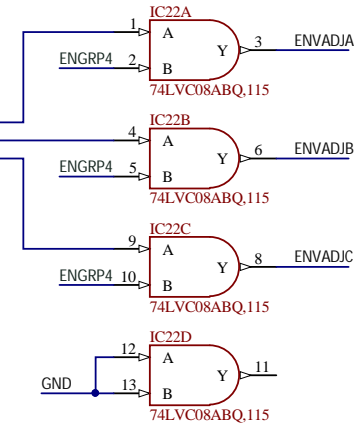 IC22A
1 A
Y 3 ENVADJA
ENGRP4 2 B
74LVC08ABQ,115
IC22B
4 A
Y 6 ENVADJB
ENGRP4 5 B
74LVC08ABQ,115
IC22C
9 A
Y 8 ENVADJC
ENGRP4 10 B
74LVC08ABQ,115
IC22D
12 A
Y 11
GND 13 B
74LVC08ABQ,115